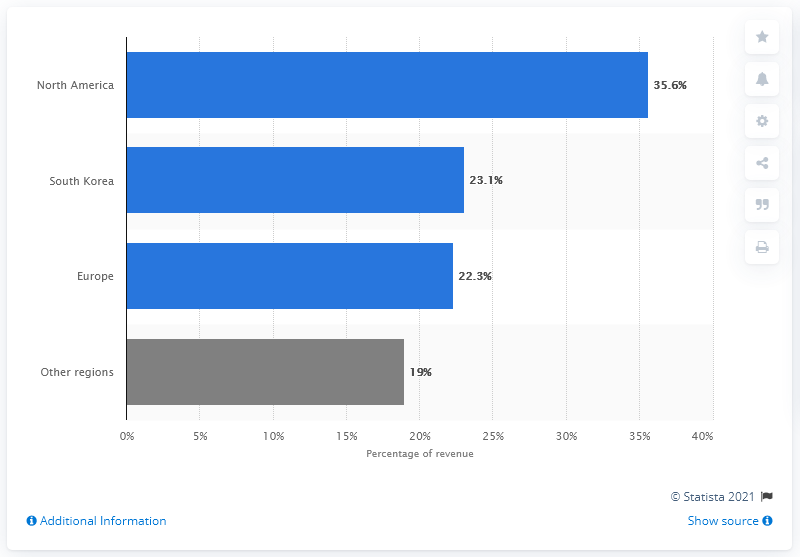 North America 35.6%
South Korea 23.1%
Europe 22.3%
Other regions 19%
0% 5% 10% 15% 20% 25% 30% 35% 40%
Percentage of revenue
© Statista 2021
Additional Information
Show source